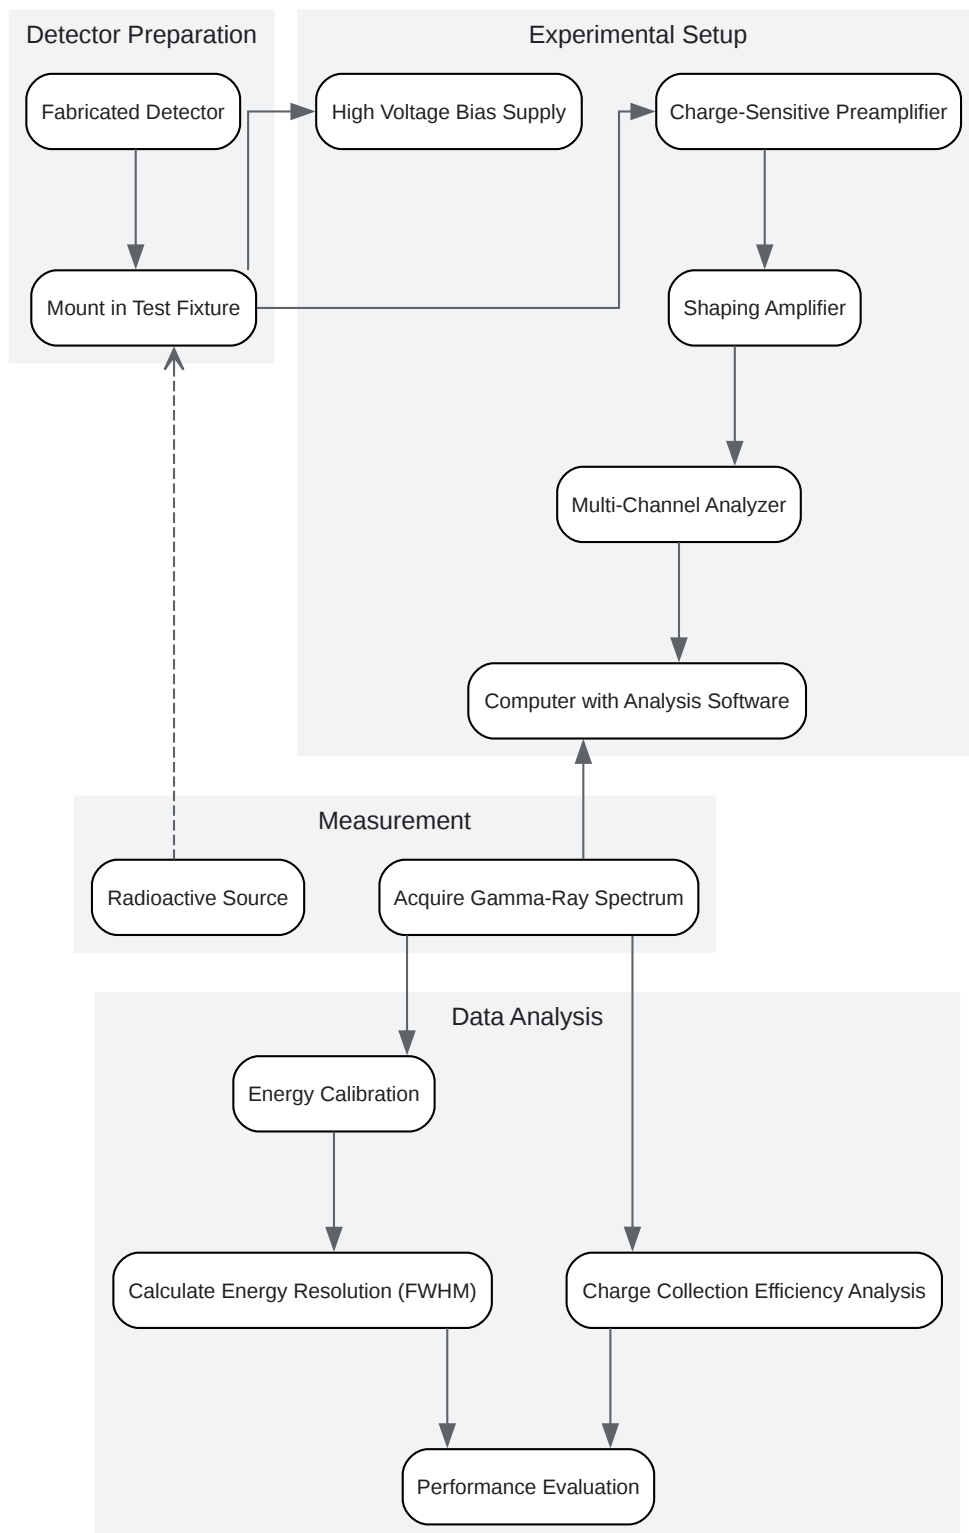 Detector Preparation
Fabricated Detector
Mount in Test Fixture
Experimental Setup
High Voltage Bias Supply
Charge-Sensitive Preamplifier
Shaping Amplifier
Multi-Channel Analyzer
Computer with Analysis Software
Measurement
Radioactive Source
Acquire Gamma-Ray Spectrum
Data Analysis
Energy Calibration
Calculate Energy Resolution (FWHM)
Charge Collection Efficiency Analysis
Performance Evaluation